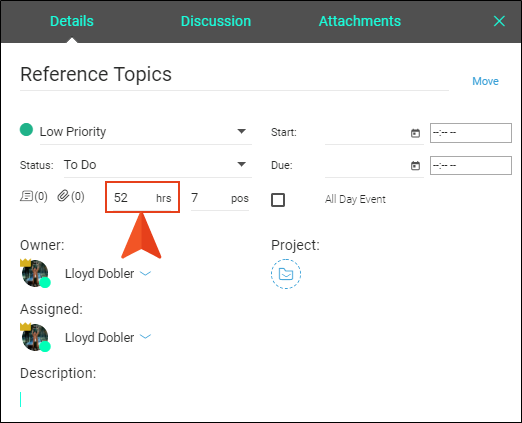 Details Discussion Attachments
Reference Topics Move
Low Priority Start: --:-- --
Status: To Do Due: --:-- --
(0) (0) 52 hrs 7 pos All Day Event
Owner: Project:
Lloyd Dobler
Assigned:
Lloyd Dobler
Description: